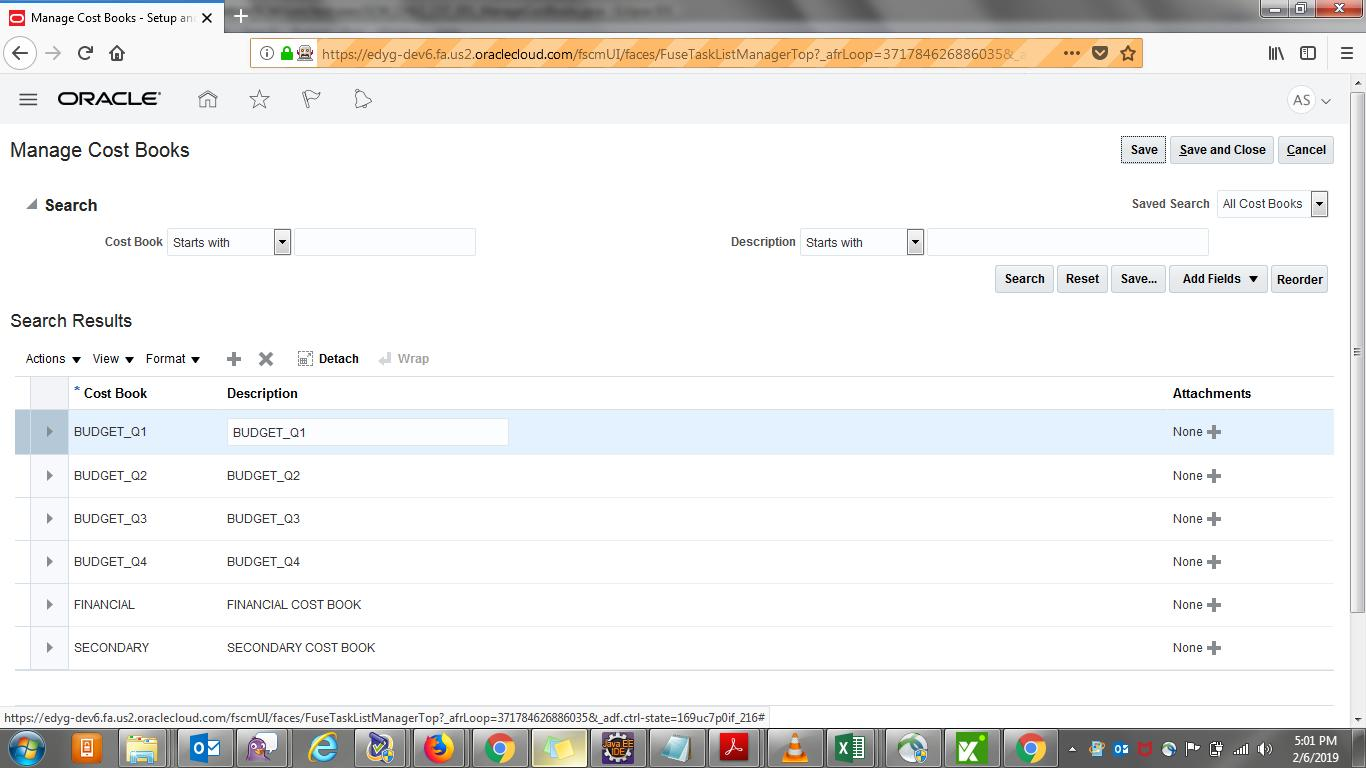 Manage Cost Books - Setup an
https://edyg-dev6.fa.us2.oraclecloud.com/fscmUI/faces/FuseTaskListManagerTop?_afrLoop=371784626886035&_a
ORACLE
AS
Manage Cost Books
Save
Save and Close
Cancel
Search
Saved Search All Cost Books
Cost Book Starts with
Description Starts with
Search Reset Save... Add Fields Reorder
Search Results
Actions View Format Detach Wrap
* Cost Book Description Attachments
BUDGET_Q1 BUDGET_Q1 None
BUDGET_Q2 BUDGET_Q2 None
BUDGET_Q3 BUDGET_Q3 None
BUDGET_Q4 BUDGET_Q4 None
FINANCIAL FINANCIAL COST BOOK None
SECONDARY SECONDARY COST BOOK None
https://edyg-dev6.fa.us2.oraclecloud.com/fscmUI/faces/FuseTaskListManagerTop?_afrLoop=371784626886035&_adf.ctrl-state=169uc7p0if_216#
Java EE
IDE
5:01 PM
2/6/2019